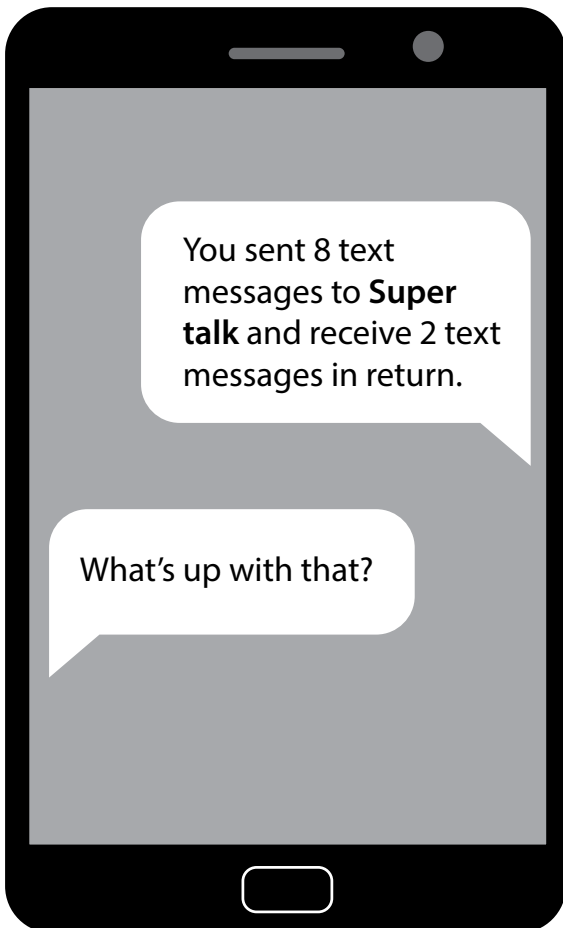 You sent 8 text
messages to Super
talk and receive 2 text
messages in return.
What’s up with that?